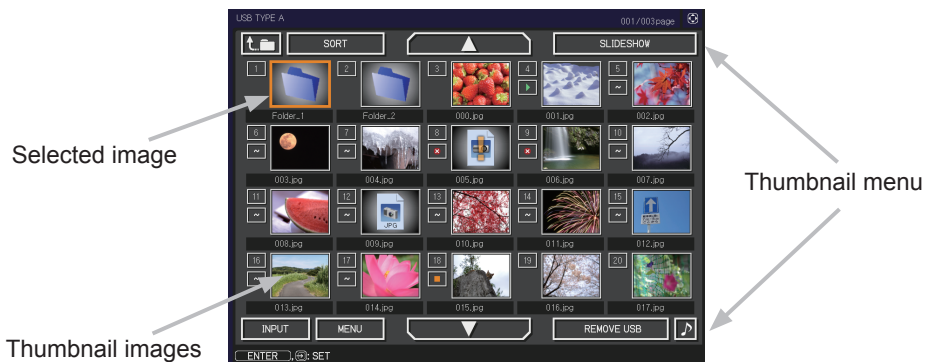 USB TYPE A 001/003page
SORT SLIDESHOW
1 2 3 4 5
Folder_1 Folder_2 000.jpg 001.jpg 002.jpg
Selected image
6 7 8 9 10
003.jpg 004.jpg 005.jpg 006.jpg 007.jpg
Thumbnail menu
11 12 13 14 15
JPG
008.jpg 009.jpg 010.jpg 011.jpg 012.jpg
16 17 18 19 20
013.jpg 014.jpg 015.jpg 016.jpg 017.jpg
Thumbnail images
INPUT MENU REMOVE USB
ENTER , : SET